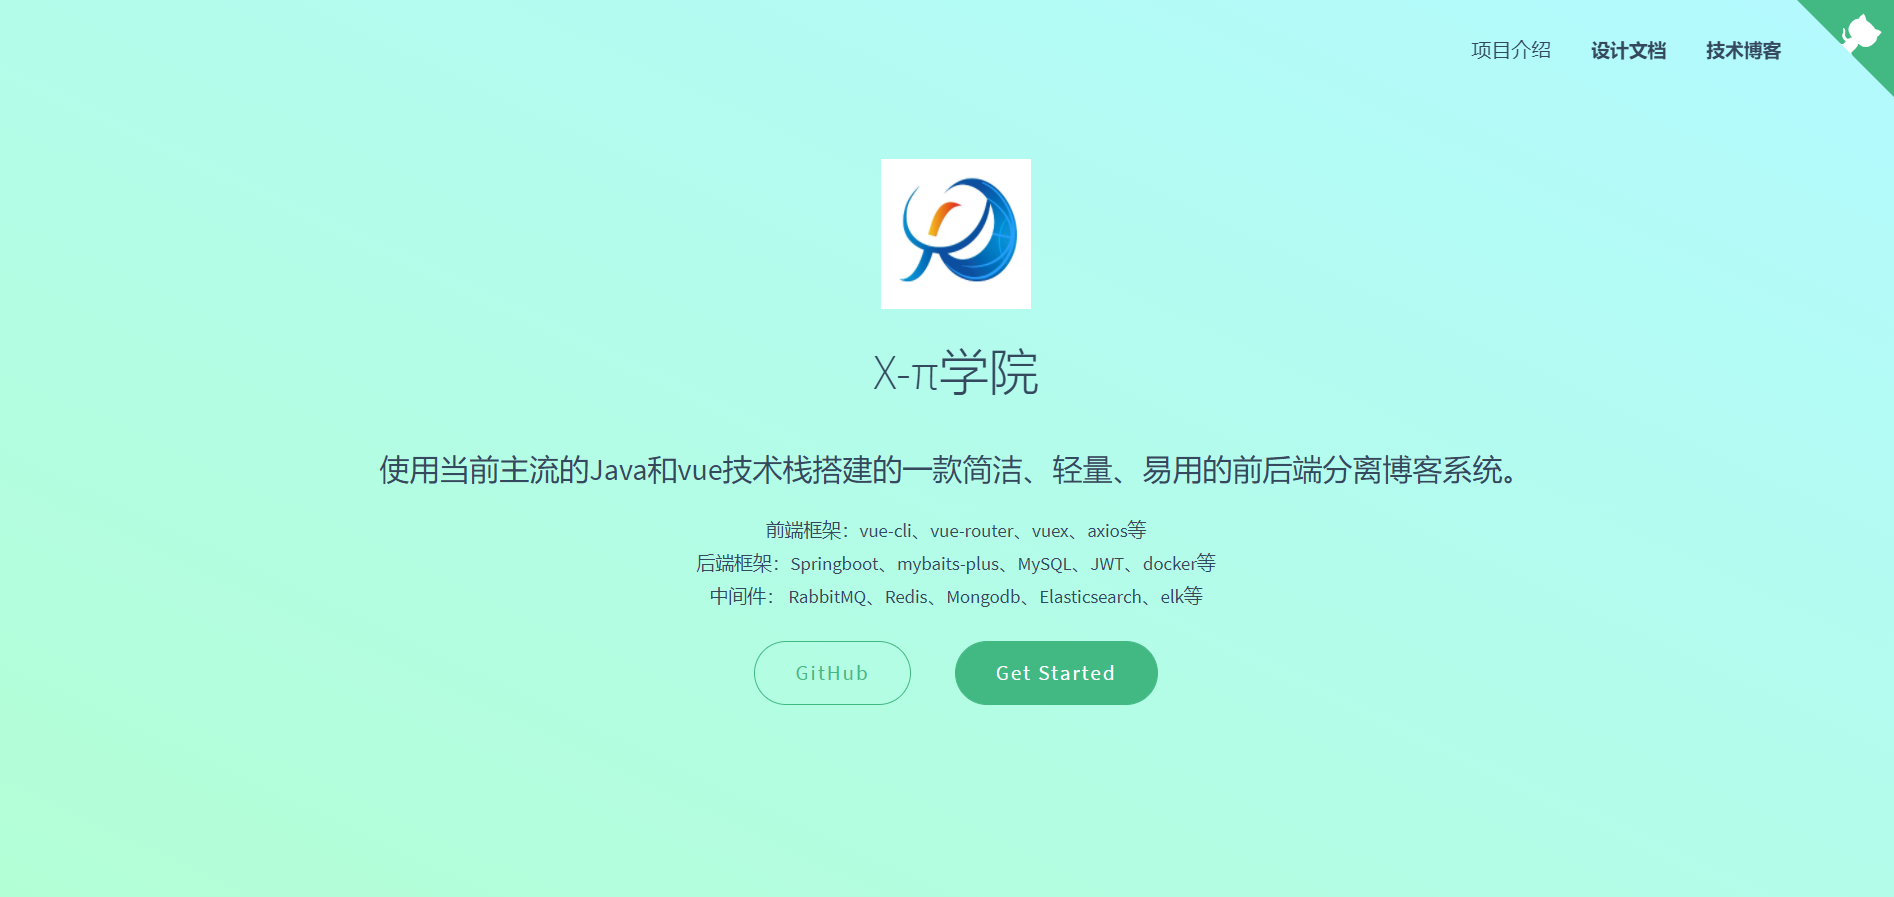 项目介绍 设计文档 技术博客
X-π学院
使用当前主流的Java和vue技术栈搭建的一款简洁、轻量、易用的前后端分离博客系统。
前端框架：vue-cli、vue-router、vuex、axios等
后端框架：Springboot、mybaits-plus、MySQL、JWT、docker等
中间件： RabbitMQ、Redis、Mongodb、Elasticsearch、elk等
GitHub Get Started